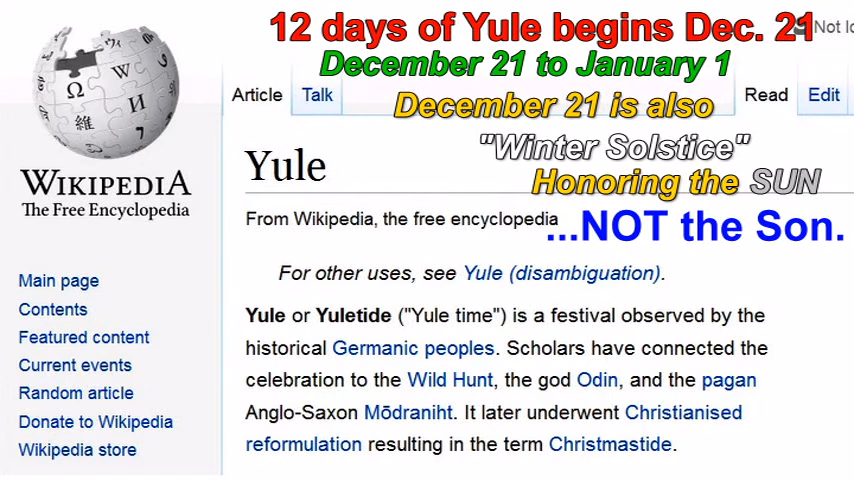 12 days of Yule begins Dec. 21
Not lo
December 21 to January 1
Article Talk
Read Edit
December 21 is also
"Winter Solstice"
Yule
Honoring the SUN
WIKIPEDIA
The Free Encyclopedia
From Wikipedia, the free encyclopedia
...NOT the Son.
For other uses, see Yule (disambiguation).
Main page
Contents
Featured content
Current events
Random article
Donate to Wikipedia
Wikipedia store
Yule or Yuletide ("Yule time") is a festival observed by the
historical Germanic peoples. Scholars have connected the
celebration to the Wild Hunt, the god Odin, and the pagan
Anglo-Saxon Mōdraniht. It later underwent Christianised
reformulation resulting in the term Christmastide.
Ω
W
И
維